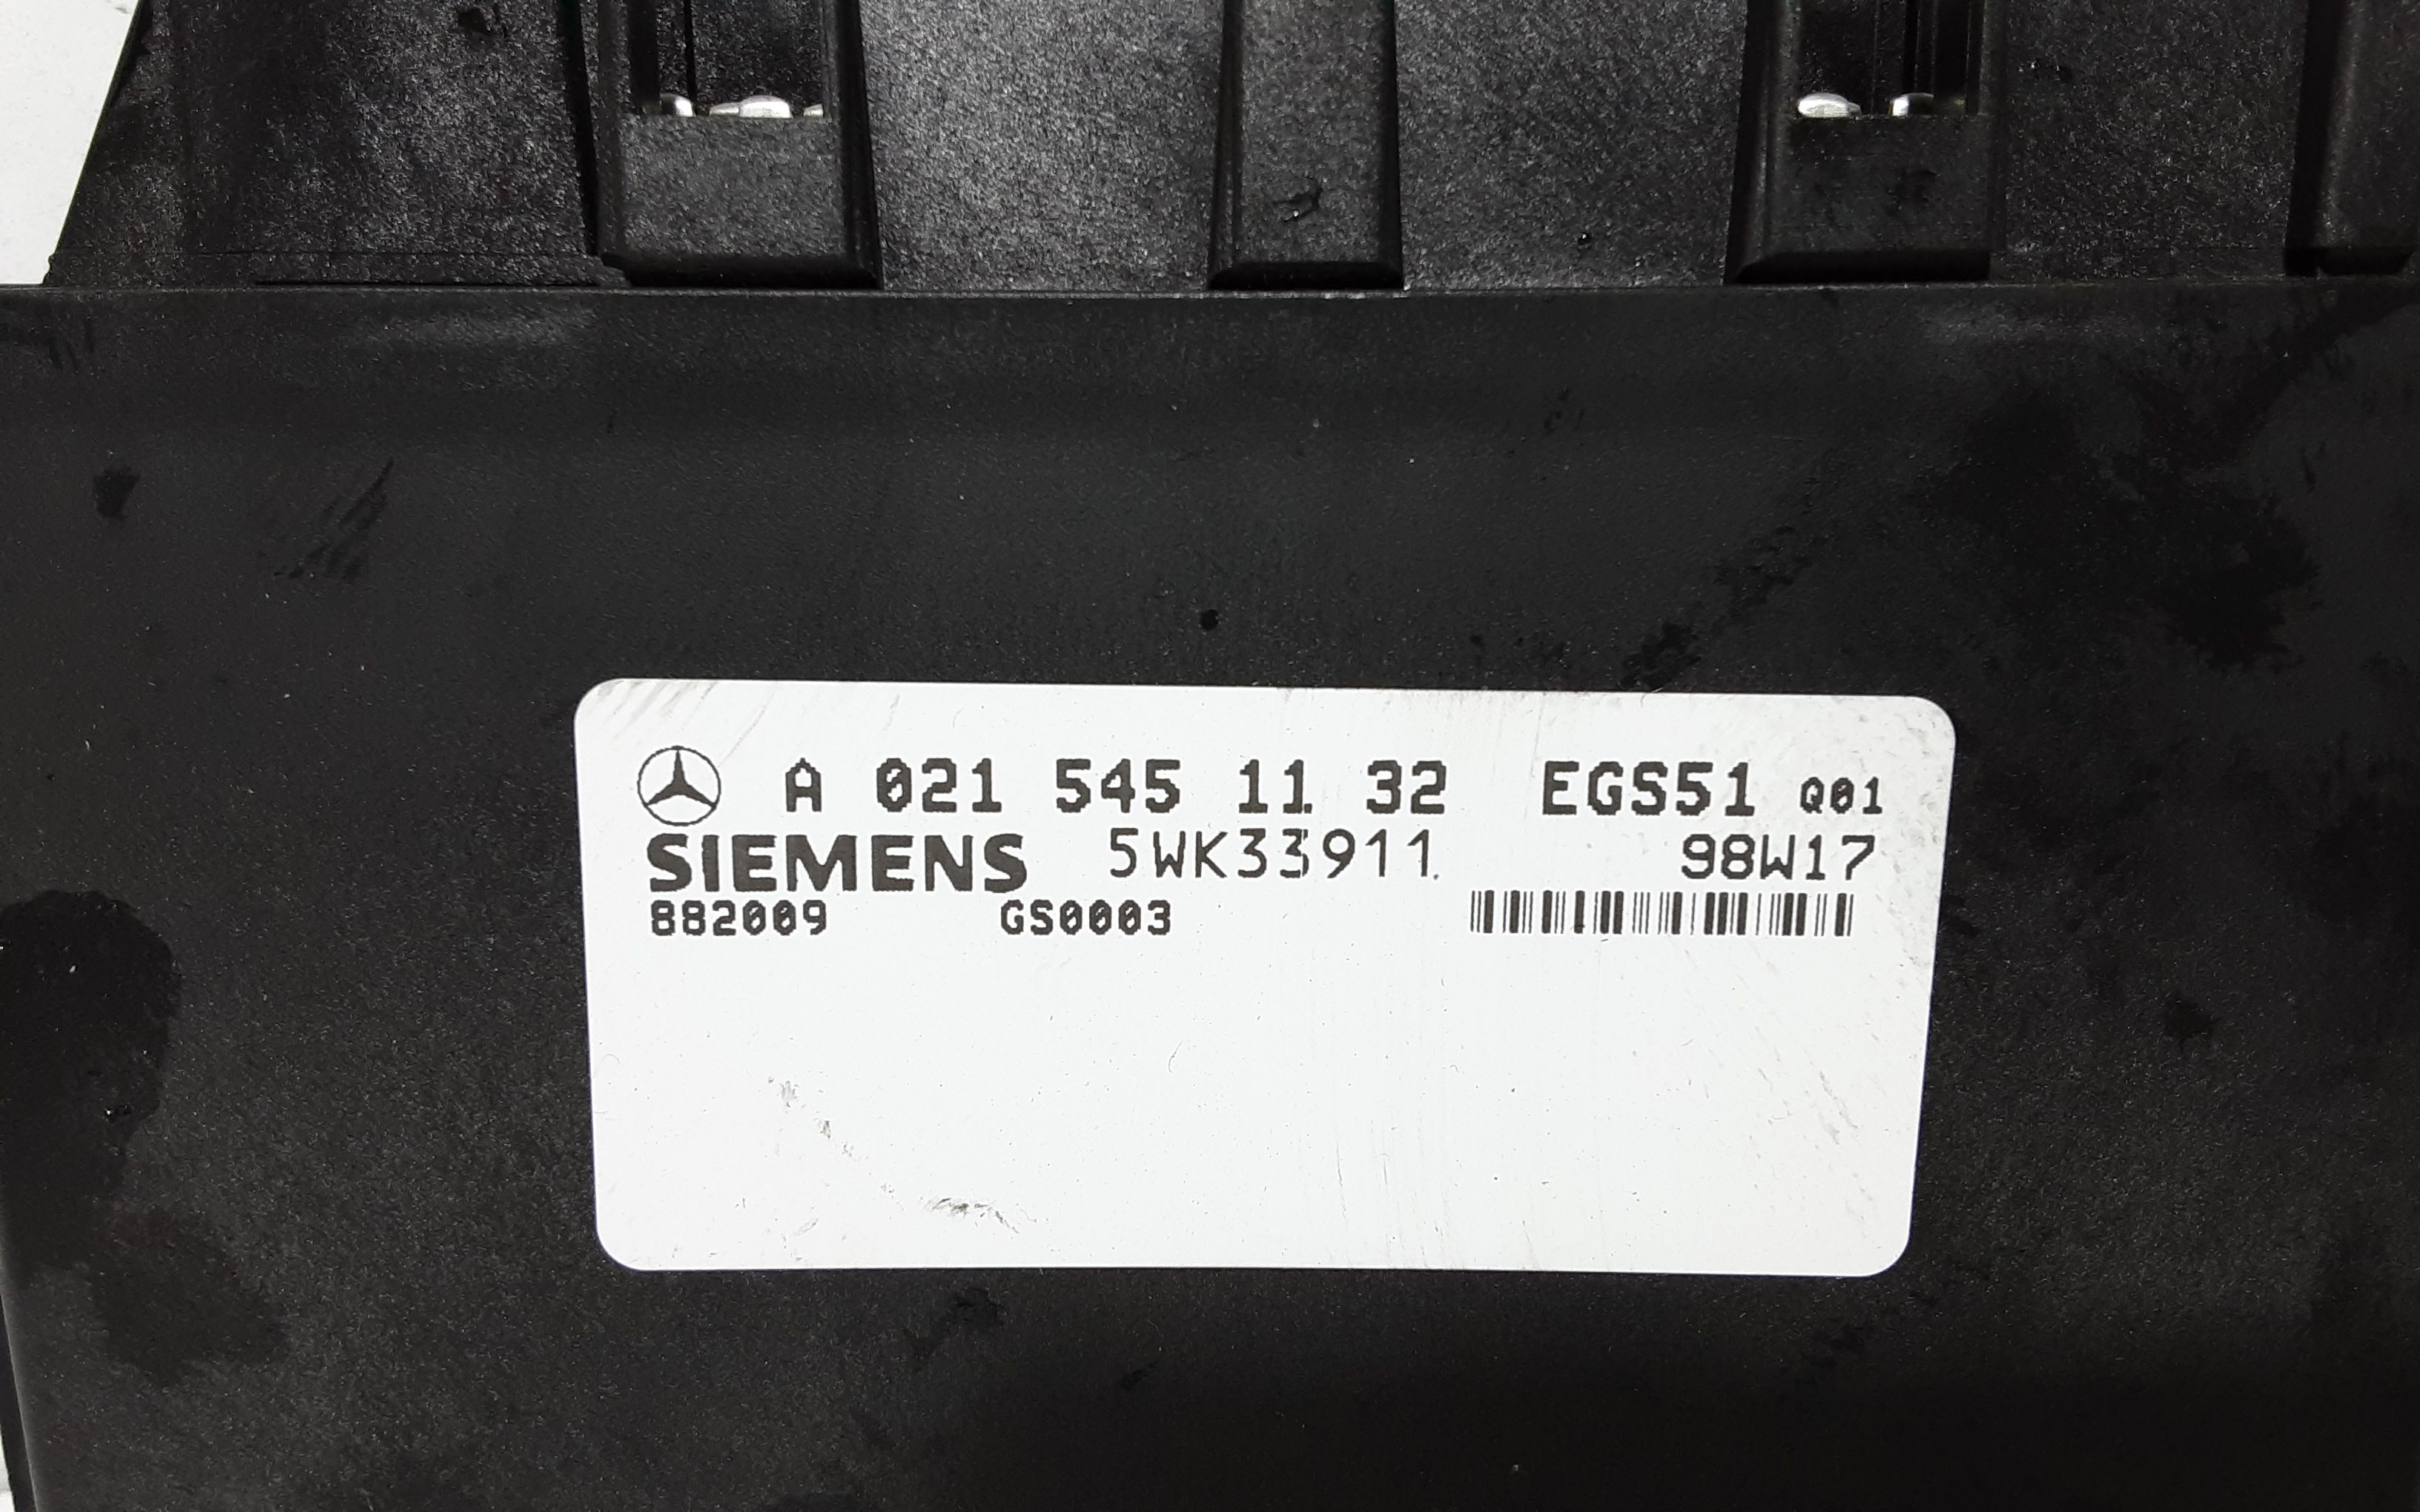 A 021 545 11 32 EGS51 Q01
SIEMENS 5WK33911 98W17
882009 GS0003